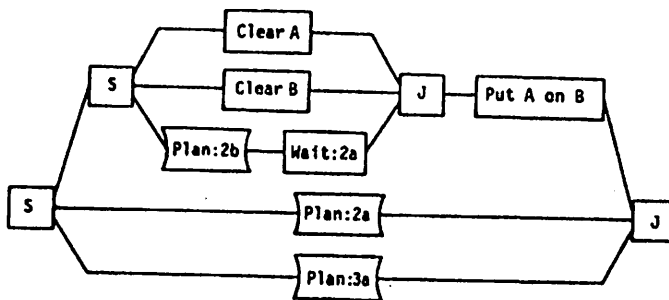 Clear A
S
Clear B
J
Put A on B
Plan:2b
Wait:2a
S
Plan:2a
J
Plan:3a